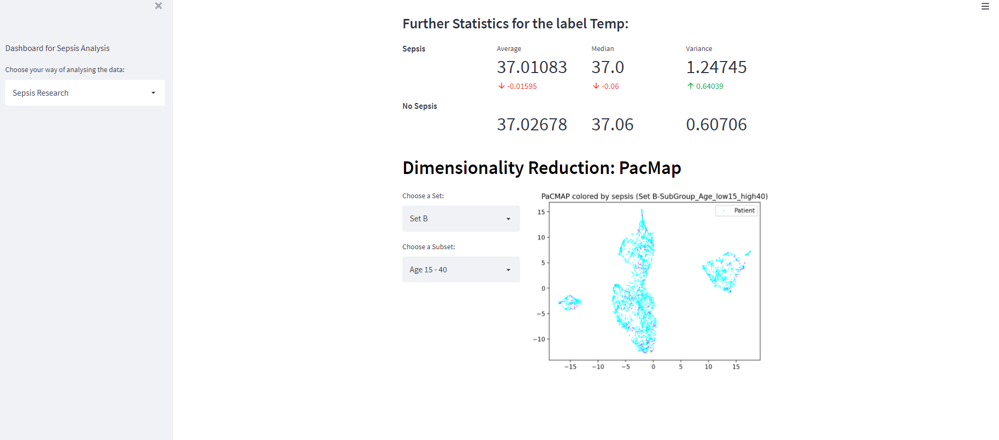 Dashboard for Sepsis Analysis
Choose your way of analysing the data:
Sepsis Research
Further Statistics for the label Temp:
Sepsis
Average
Median
Variance
37.01083
37.0
1.24745
-0.01595
-0.06
0.64039
No Sepsis
37.02678
37.06
0.60706
Dimensionality Reduction: PacMap
Choose a Set:
Set B
Choose a Subset:
Age 15 - 40
PaCMAP colored by sepsis (Set B-SubGroup_Age_low15_high40)
Patient
15
10
5
0
−5
−10
−15
−10
−5
0
5
10
15